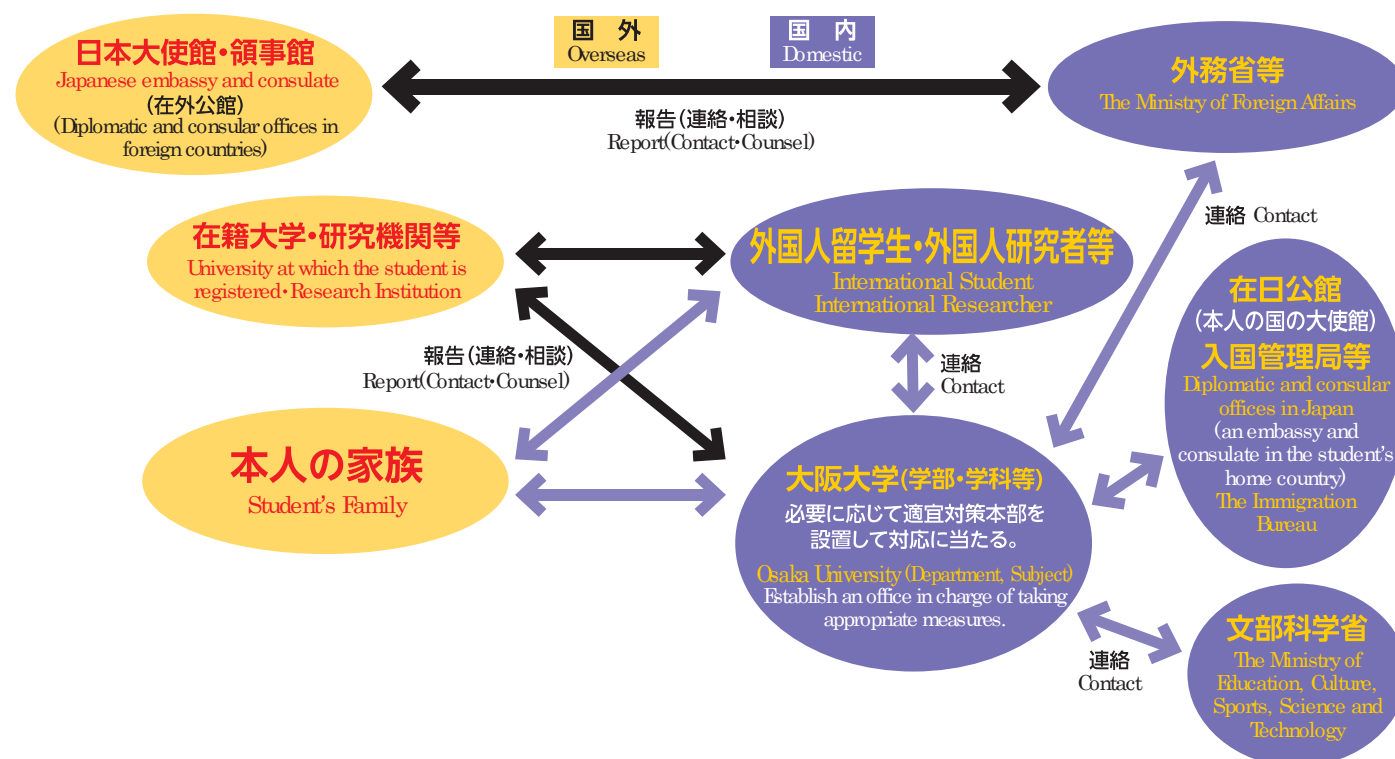 国 外
Overseas
国 内
Domestic
日本大使館・領事館
Japanese embassy and consulate
(在外公館)
(Diplomatic and consular offices in
foreign countries)
報告(連絡・相談)
Report(Contact・Counsel)
外務省等
The Ministry of Foreign Affairs
在籍大学・研究機関等
University at which the student is
registered・Research Institution
外国人留学生・外国人研究者等
International Student
International Researcher
連絡 Contact
在日公館
(本人の国の大使館)
入国管理局等
Diplomatic and consular
offices in Japan
(an embassy and
consulate in the student's
home country)
The Immigration
Bureau
報告(連絡・相談)
Report(Contact・Counsel)
連絡
Contact
本人の家族
Student's Family
大阪大学(学部・学科等)
必要に応じて適宜対策本部を
設置して対応に当たる。
Osaka University (Department, Subject)
Establish an office in charge of taking
appropriate measures.
連絡
Contact
文部科学省
The Ministry of
Education, Culture,
Sports, Science and
Technology